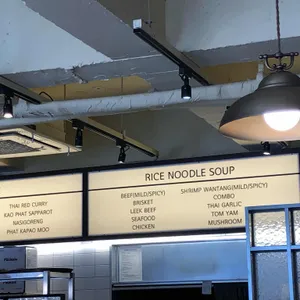 THAI RED CURRY
KAO PHAT SAPPAROT
NASIGORENG
PHAT KAPAO MOO
RICE NOODLE SOUP
BEEF(MILD/SPICY)
BRISKET
LEEK BEEF
SEAFOOD
CHICKEN
SHRIMP WANTANG(MILD/SPICY)
COMBO
THAI GARLIC
TOM YAM
MUSHROOM